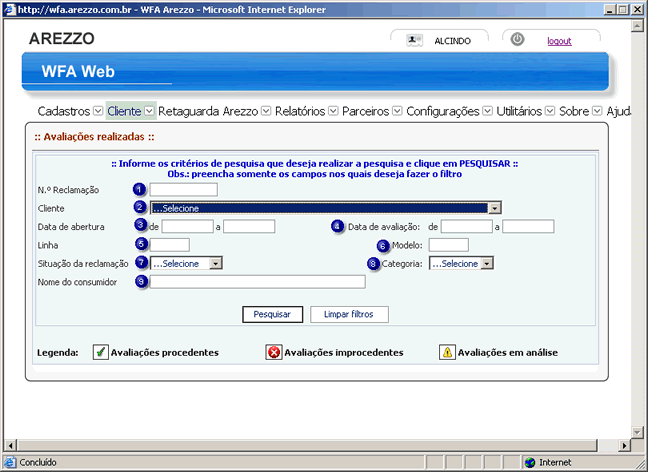 http://wfa.arezzo.com.br - WFA Arezzo - Microsoft Internet Explorer
AREZZO
ALCINDO
logout
WFA Web
Cadastros Cliente Retaguarda Arezzo Relatórios Parceiros Configurações Utilitários Sobre Ajud
:: Avaliações realizadas ::
:: Informe os critérios de pesquisa que deseja realizar a pesquisa e clique em PESQUISAR ::
Obs.: preencha somente os campos nos quais deseja fazer o filtro
N.º Reclamação 1
Cliente 2 ...Selecione
Data de abertura 3 de a 4 Data de avaliação: de a
Linha 5 6 Modelo:
Situação da reclamação 7 ...Selecione 8 Categoria: ...Selecione
Nome do consumidor 9
Pesquisar Limpar filtros
Legenda: Avaliações procedentes Avaliações improcedentes Avaliações em análise
Concluído Internet